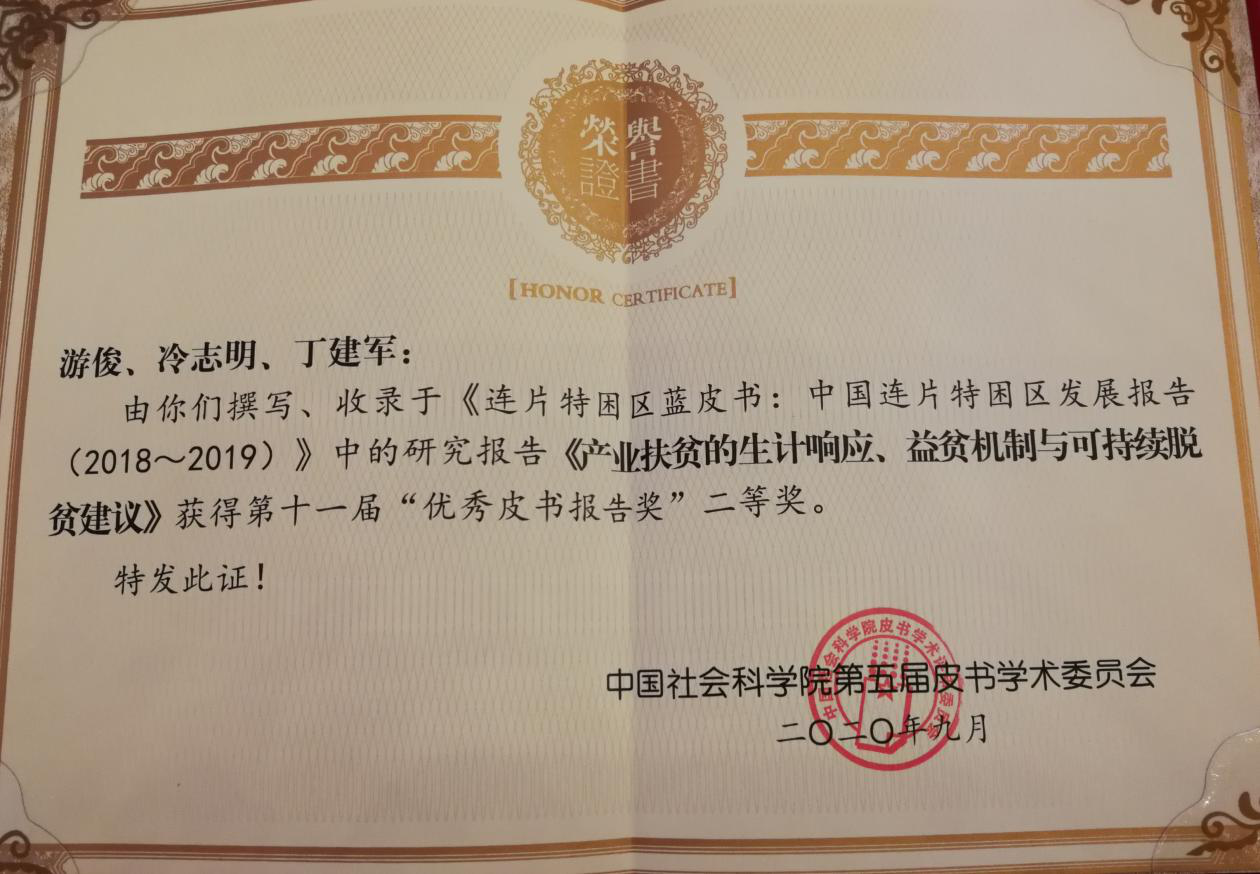 榮譽
證書
[HONOR CERTIFICATE]
游俊、冷志明、丁建军：
由你们撰写、收录于《连片特困区蓝皮书：中国连片特困区发展报告
（2018～2019）》中的研究报告《产业扶贫的生计响应、益贫机制与可持续脱
贫建议》获得第十一届“优秀皮书报告奖”二等奖。
特发此证！
中国社会科学院第五届皮书学术委员会
二〇二〇年九月